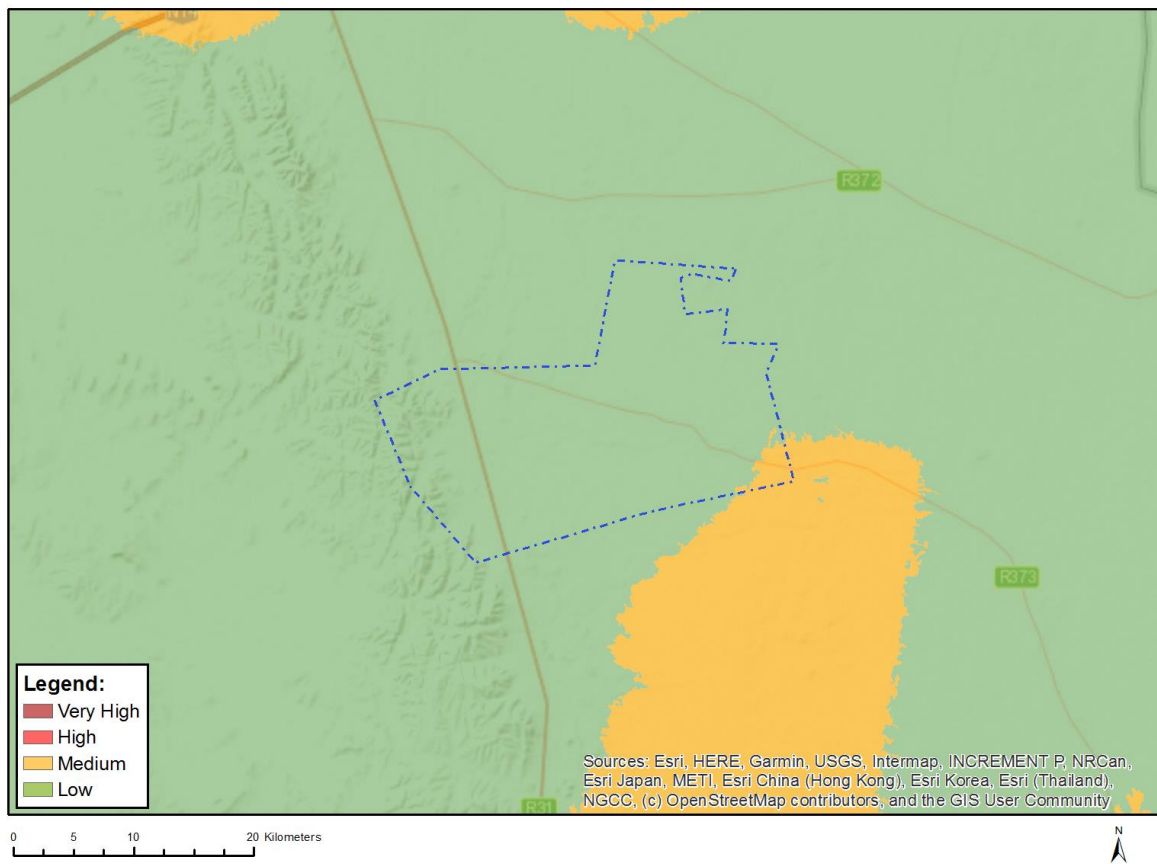 R372
R373
R31
Legend:
Very High
High
Medium
Low
Sources: Esri, HERE, Garmin, USGS, Intermap, INCREMENT P, NRCan,
Esri Japan, METI, Esri China (Hong Kong), Esri Korea, Esri (Thailand),
NGCC, (c) OpenStreetMap contributors, and the GIS User Community
0 5 10 20 Kilometers
N